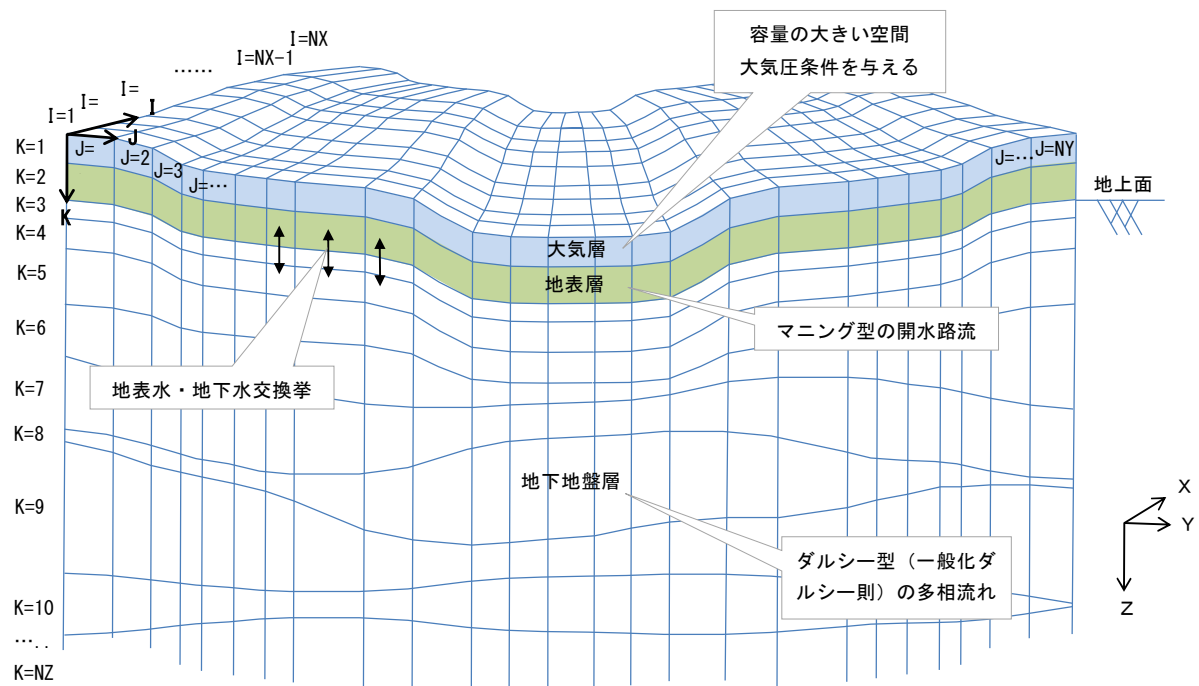 容量の大きい空間
大気圧条件を与える
I=NX
I=NX-1
……
I=
I=
I=1
I
J
K
K=1
K=2
K=3
K=4
K=5
K=6
K=7
K=8
K=9
K=10
…..
K=NZ
J=
J=2
J=3
J=…
J=…
J=NY
地上面
大気層
地表層
マニング型の開水路流
地表水・地下水交換挙
地下地盤層
ダルシー型（一般化ダ
ルシー則）の多相流れ
X
Y
Z